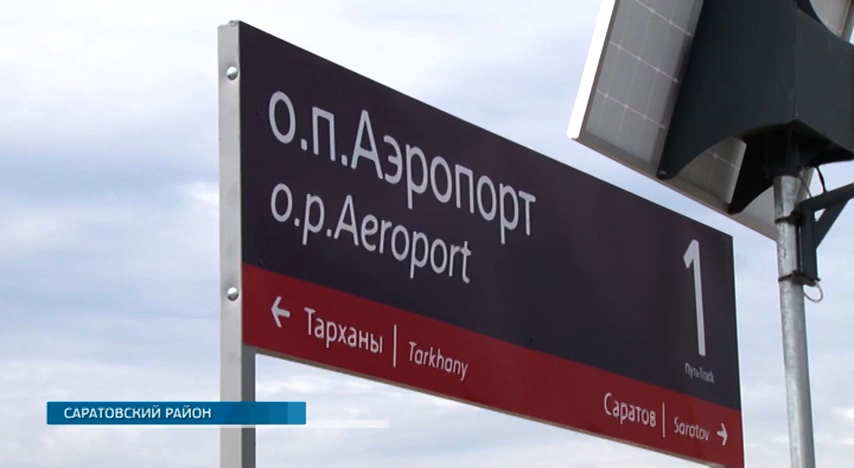 о.п.Аэропорт
o.p.Aeroport
1
Путь Track
← Тарханы | Tarkhany
Саратов | Saratov →
САРАТОВСКИЙ РАЙОН